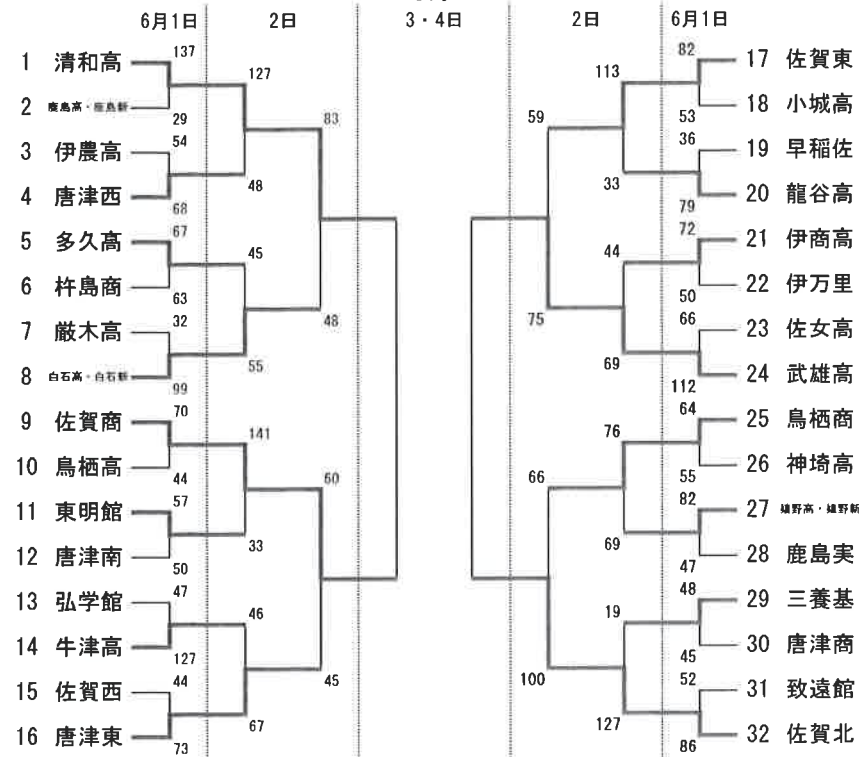 6月1日 2日 3・4日 2日 6月1日
1 清和高 137
2 鹿島高・鹿島新 29
3 伊農高 54
4 唐津西 68
127
48
5 多久高 67
6 杵島商 63
7 厳木高 32
8 白石高・白石新 99
45
55
83
48
9 佐賀商 70
10 鳥栖高 44
11 東明館 57
12 唐津南 50
141
33
13 弘学館 47
14 牛津高 127
15 佐賀西 44
16 唐津東 73
46
67
60
45
82 17 佐賀東
53 18 小城高
36 19 早稲佐
79 20 龍谷高
113
33
72 21 伊商高
50 22 伊万里
66 23 佐女高
112 24 武雄高
44
69
59
75
64 25 鳥栖商
55 26 神埼高
82 27 嬉野高・嬉野新
47 28 鹿島実
76
69
48 29 三養基
45 30 唐津商
52 31 致遠館
86 32 佐賀北
19
127
66
100